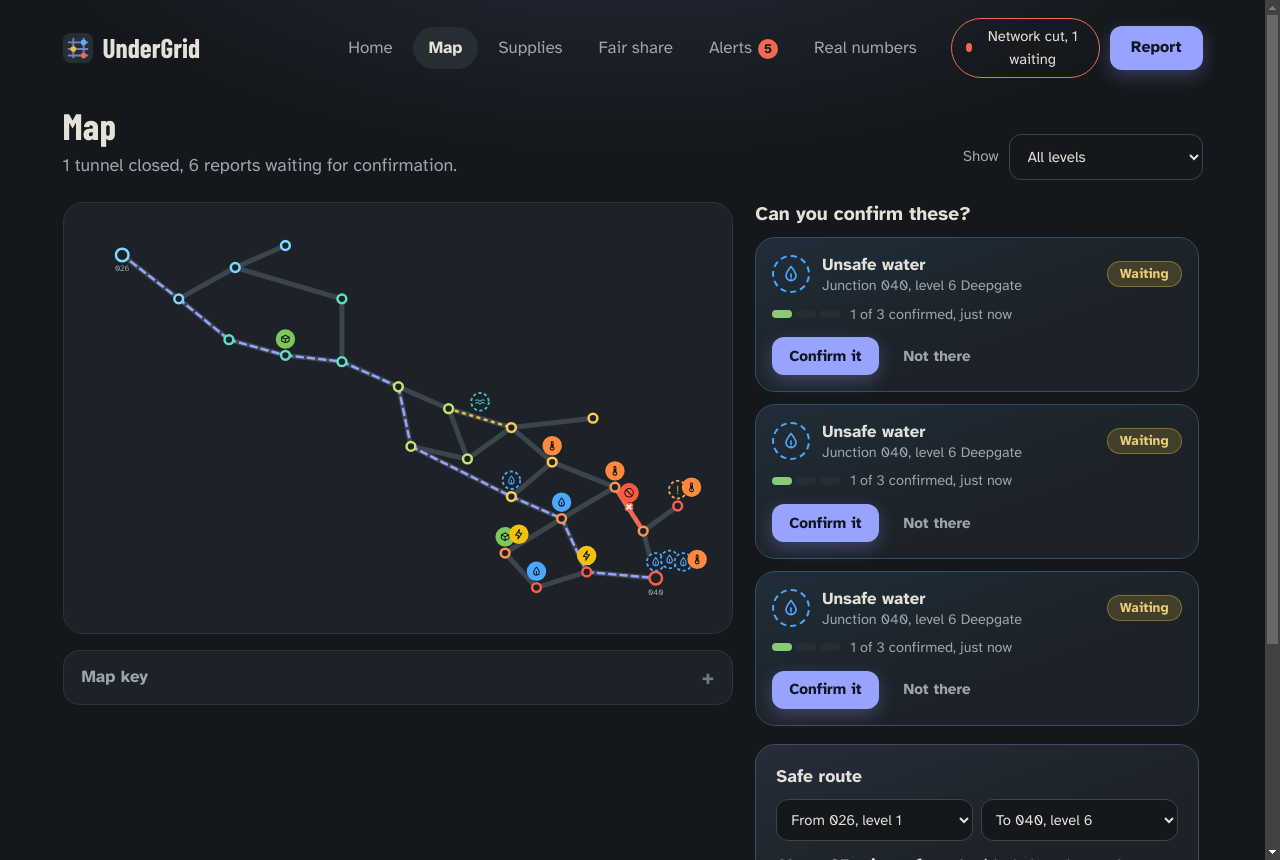 UnderGrid
Home
Map
Supplies
Fair share
Alerts 5
Real numbers
Network cut, 1
waiting
Report
Map
1 tunnel closed, 6 reports waiting for confirmation.
Show
All levels
026
040
Map key
+
Can you confirm these?
Unsafe water
Junction 040, level 6 Deepgate
Waiting
1 of 3 confirmed, just now
Confirm it
Not there
Unsafe water
Junction 040, level 6 Deepgate
Waiting
1 of 3 confirmed, just now
Confirm it
Not there
Unsafe water
Junction 040, level 6 Deepgate
Waiting
1 of 3 confirmed, just now
Confirm it
Not there
Safe route
From 026, level 1
To 040, level 6